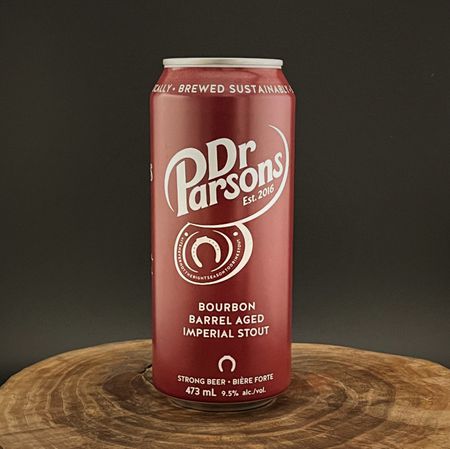 CALLY • BREWED SUSTAINABLY
Dr
Parsons
Est. 2016
BOURBON
BARREL AGED
IMPERIAL STOUT
STRONG BEER • BIÈRE FORTE
473 mL 9.5% alc./vol.